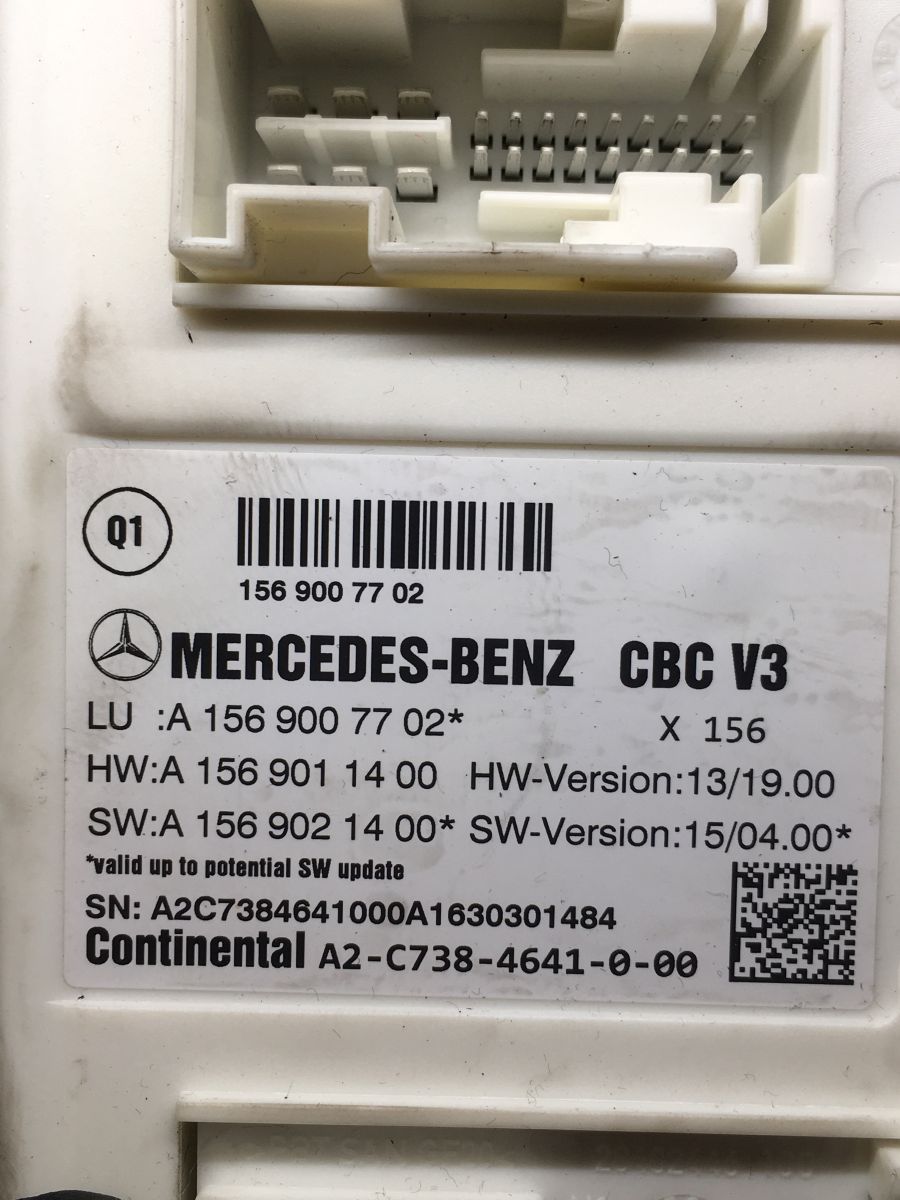 Q1
156 900 77 02
MERCEDES-BENZ CBC V3
LU :A 156 900 77 02* X 156
HW:A 156 901 14 00 HW-Version:13/19.00
SW:A 156 902 14 00* SW-Version:15/04.00*
*valid up to potential SW update
SN: A2C7384641000A1630301484
Continental A2-C738-4641-0-00